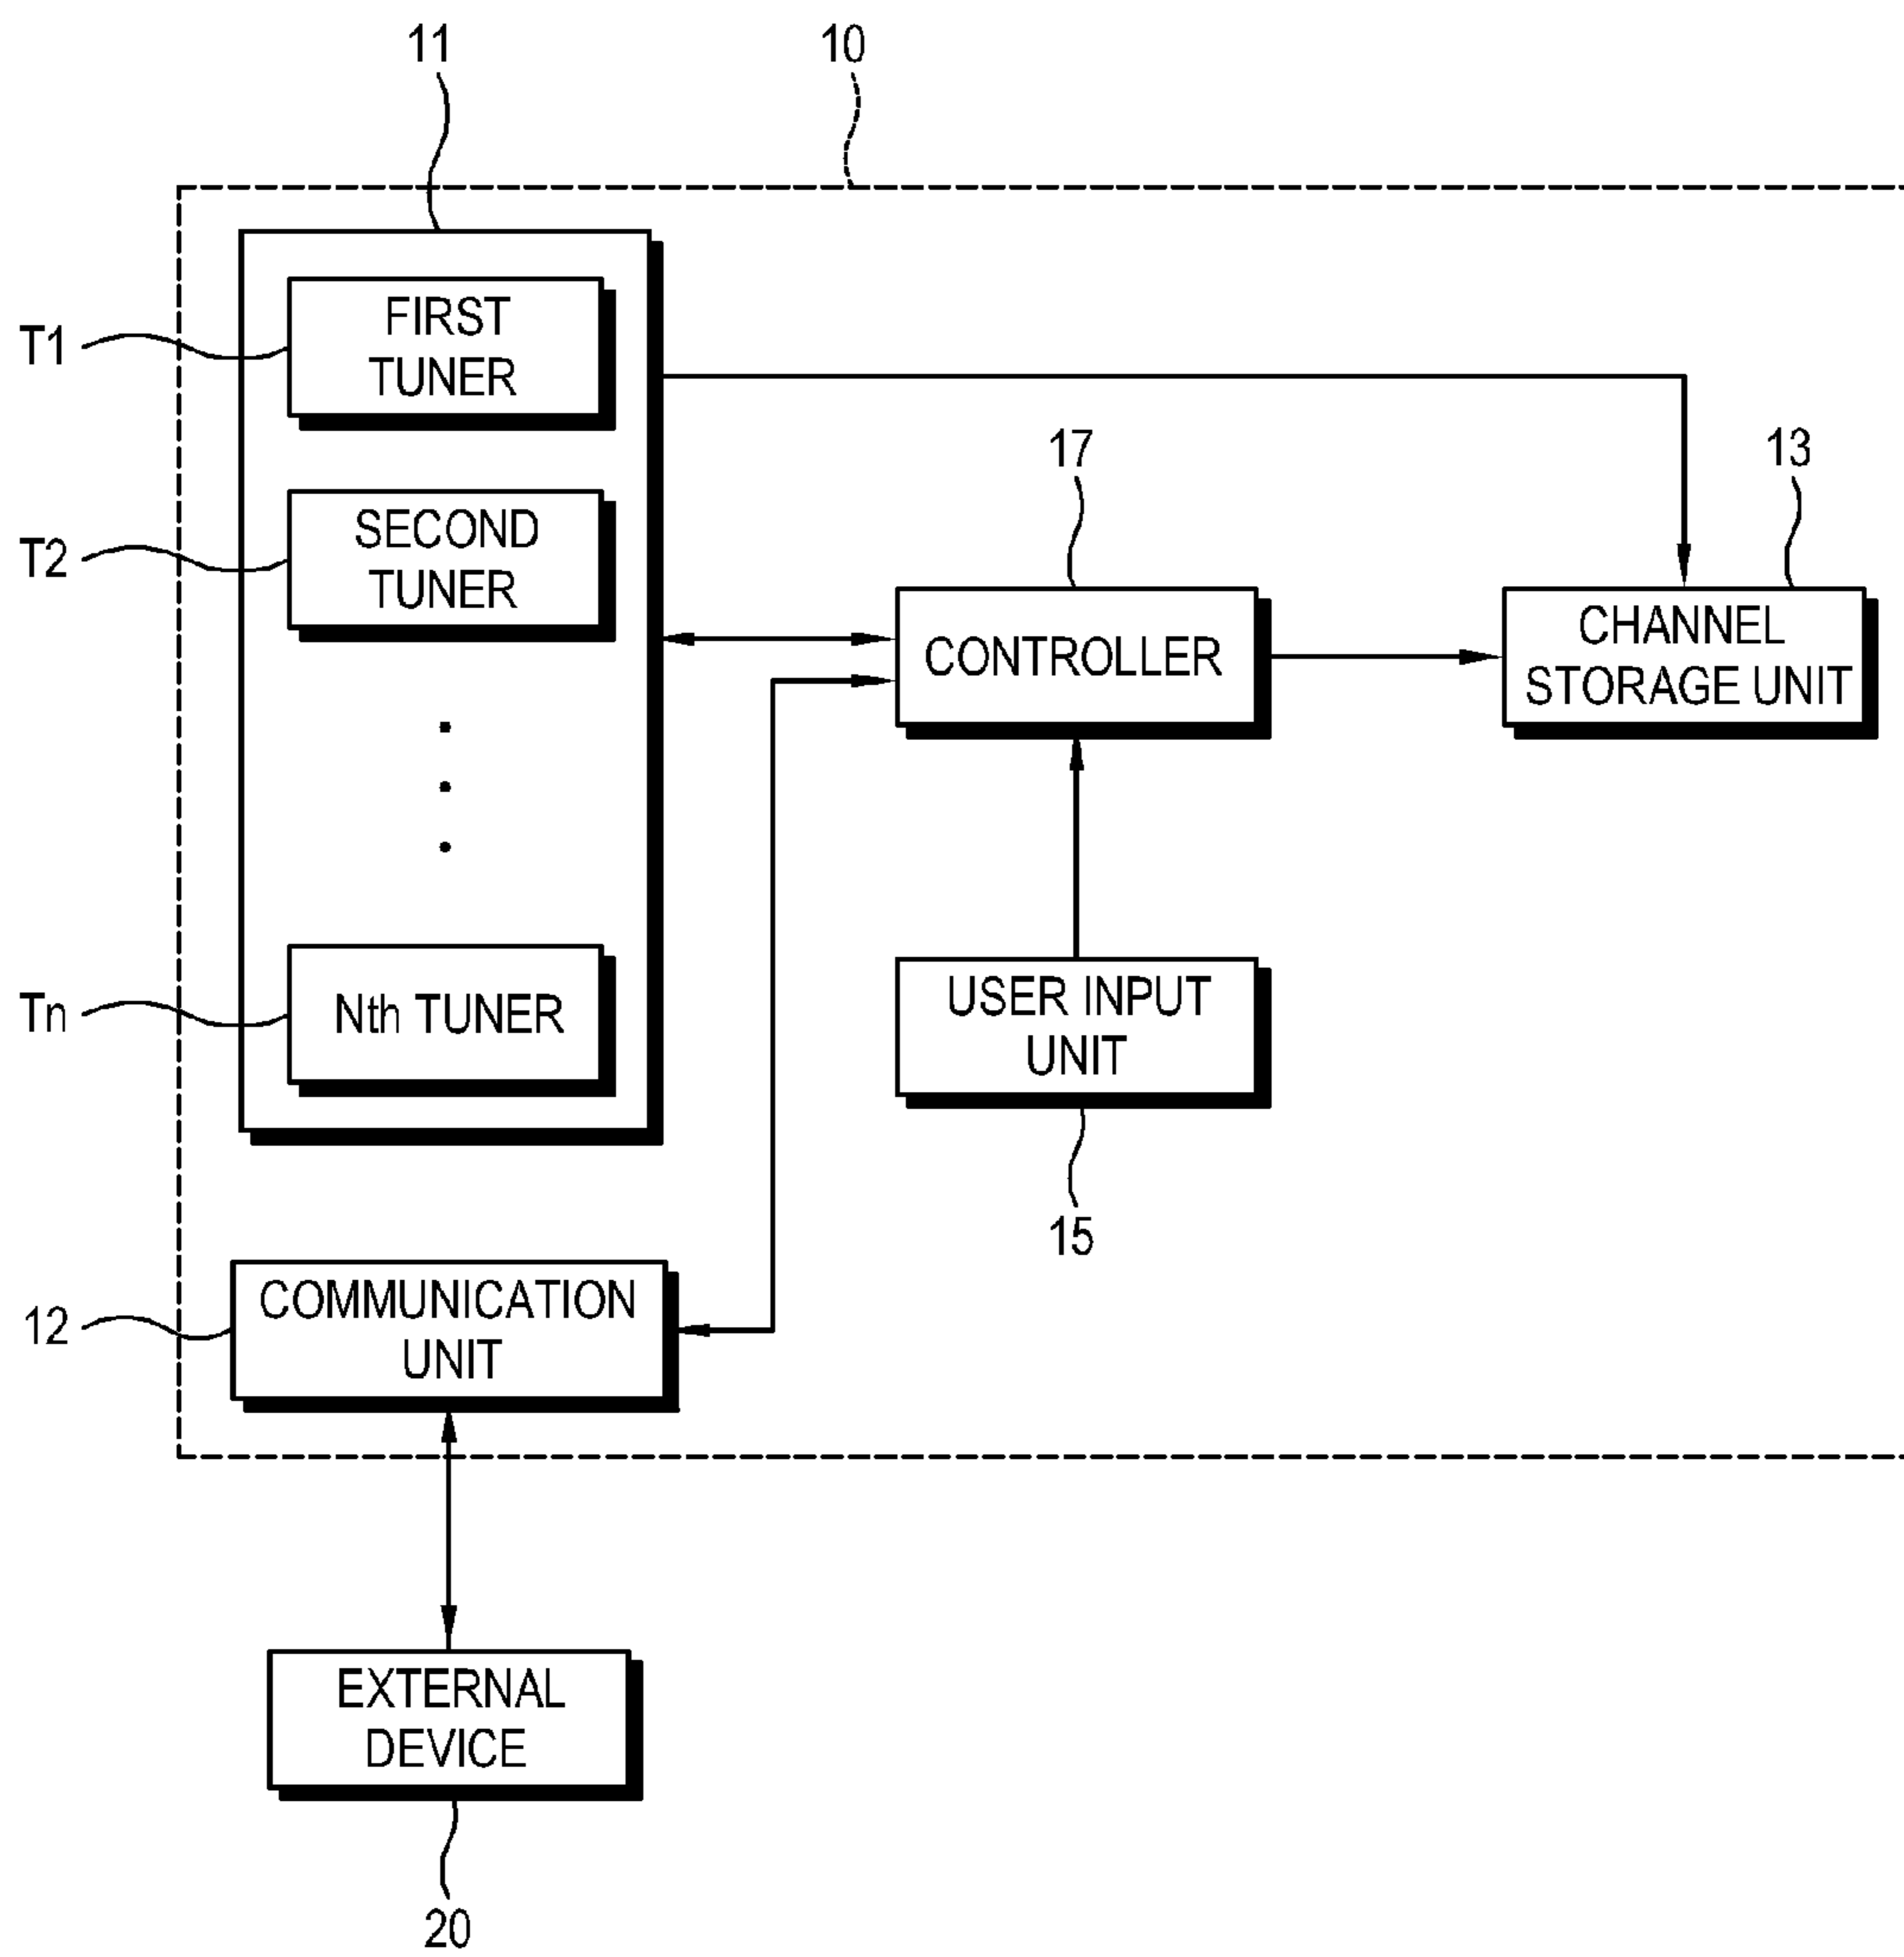 11
10
FIRST
TUNER
T1
17
13
SECOND
TUNER
T2
CONTROLLER
CHANNEL
STORAGE UNIT
Nth TUNER
Tn
USER INPUT
UNIT
15
COMMUNICATION
UNIT
12
EXTERNAL
DEVICE
20